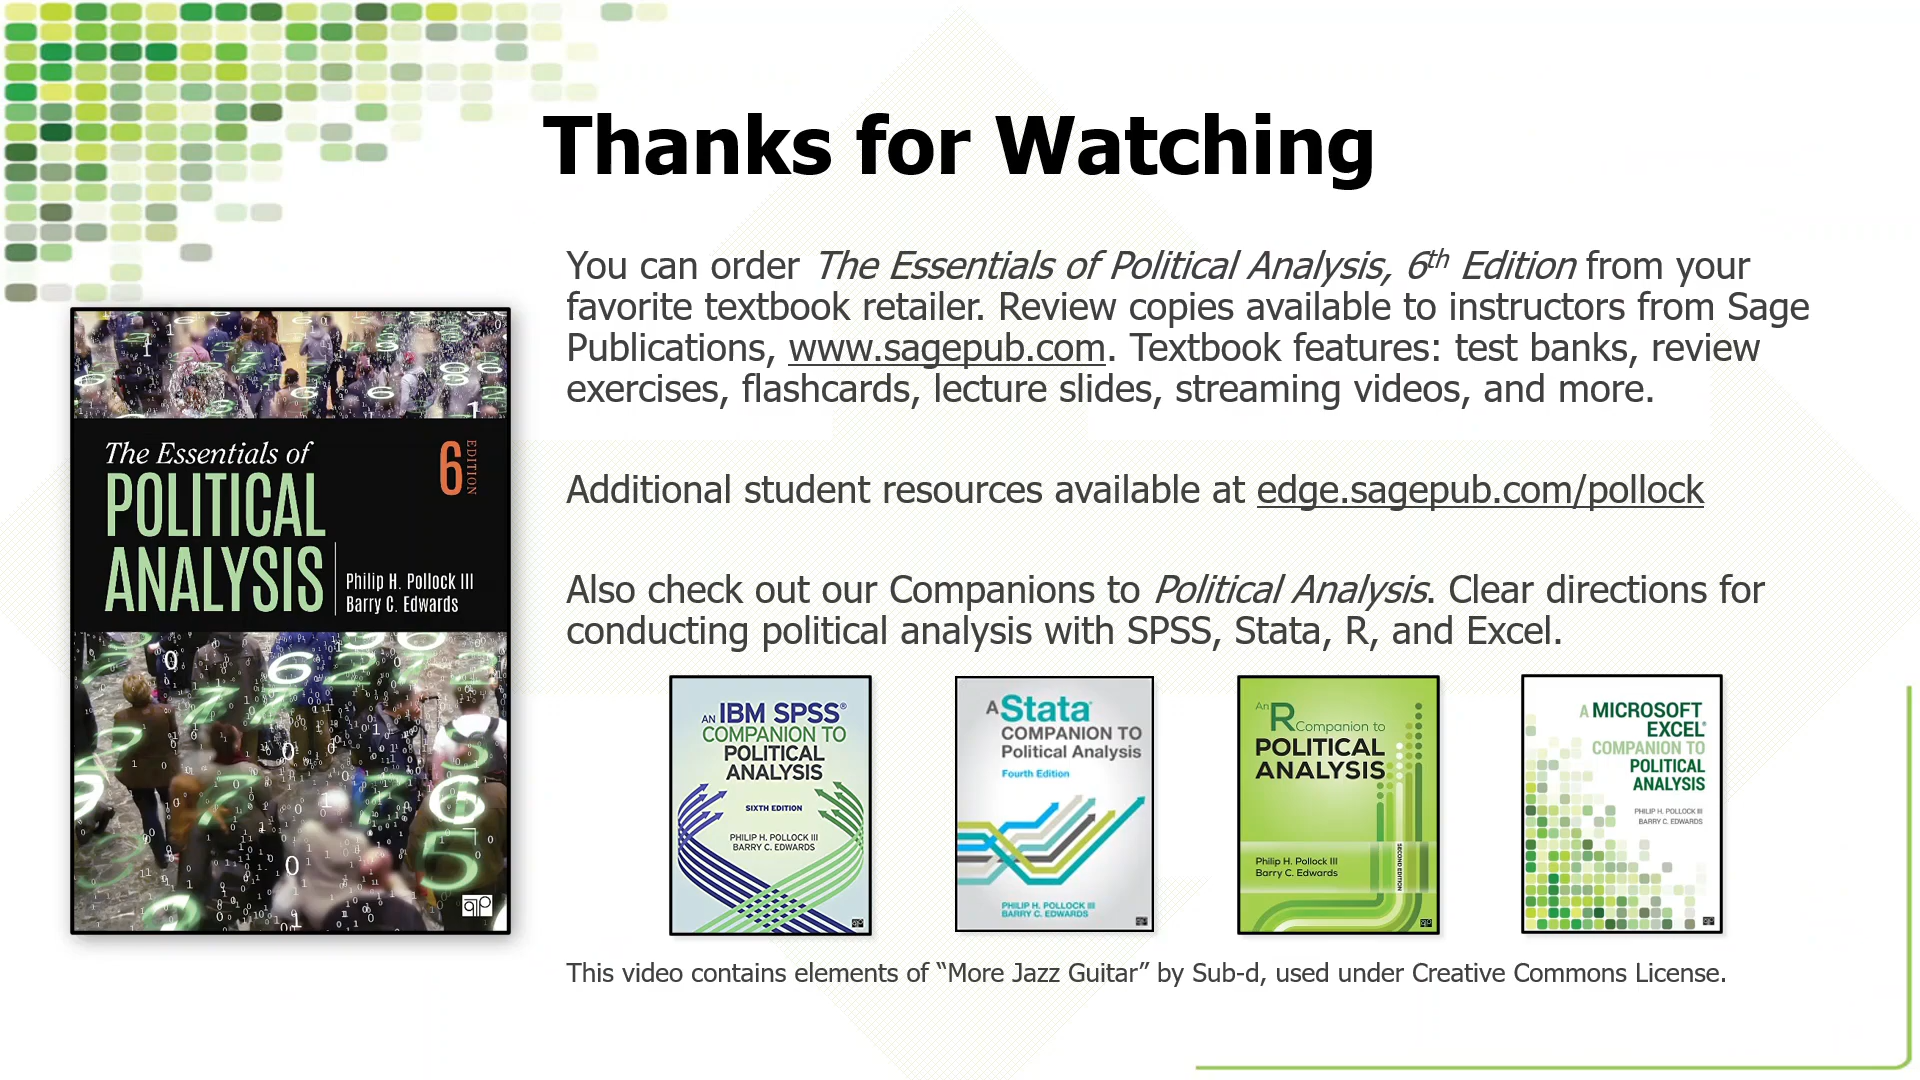 Thanks for Watching
You can order The Essentials of Political Analysis, 6th Edition from your
favorite textbook retailer. Review copies available to instructors from Sage
Publications, www.sagepub.com. Textbook features: test banks, review
exercises, flashcards, lecture slides, streaming videos, and more.
Additional student resources available at edge.sagepub.com/pollock
Also check out our Companions to Political Analysis. Clear directions for
conducting political analysis with SPSS, Stata, R, and Excel.
The Essentials of
POLITICAL
ANALYSIS
6 EDITION
Philip H. Pollock III
Barry C. Edwards
AN IBM SPSS®
COMPANION TO
POLITICAL
ANALYSIS
SIXTH EDITION
PHILIP H. POLLOCK III
BARRY C. EDWARDS
A Stata®
COMPANION TO
Political Analysis
Fourth Edition
PHILIP H. POLLOCK III
BARRY C. EDWARDS
An R Companion to
POLITICAL
ANALYSIS
Philip H. Pollock III
Barry C. Edwards
SECOND EDITION
A MICROSOFT
EXCEL®
COMPANION TO
POLITICAL
ANALYSIS
PHILIP H. POLLOCK III
BARRY C. EDWARDS
This video contains elements of “More Jazz Guitar” by Sub-d, used under Creative Commons License.